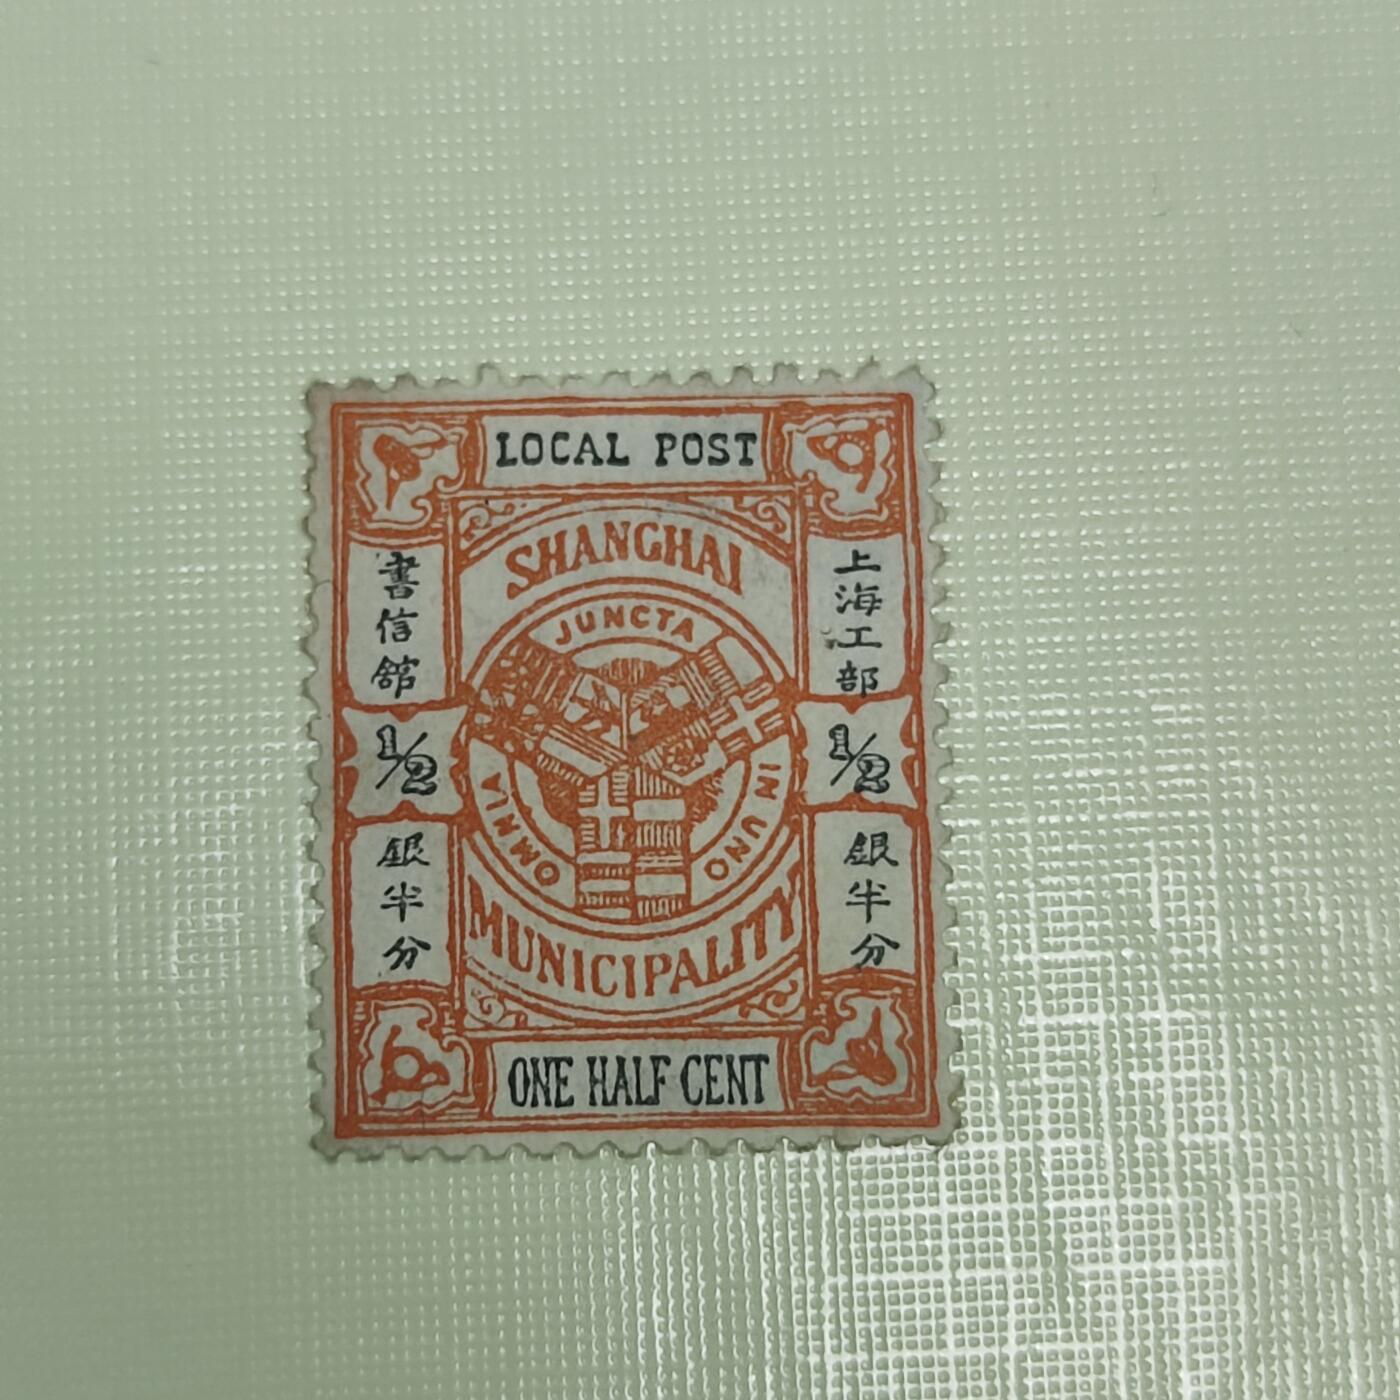 LOCAL POST
SHANGHAI
JUNCTA
IN UNO
OMNIA
MUNICIPALITY
上海工部
書信館
1/2
1/2
銀半分
銀半分
ONE HALF CENT